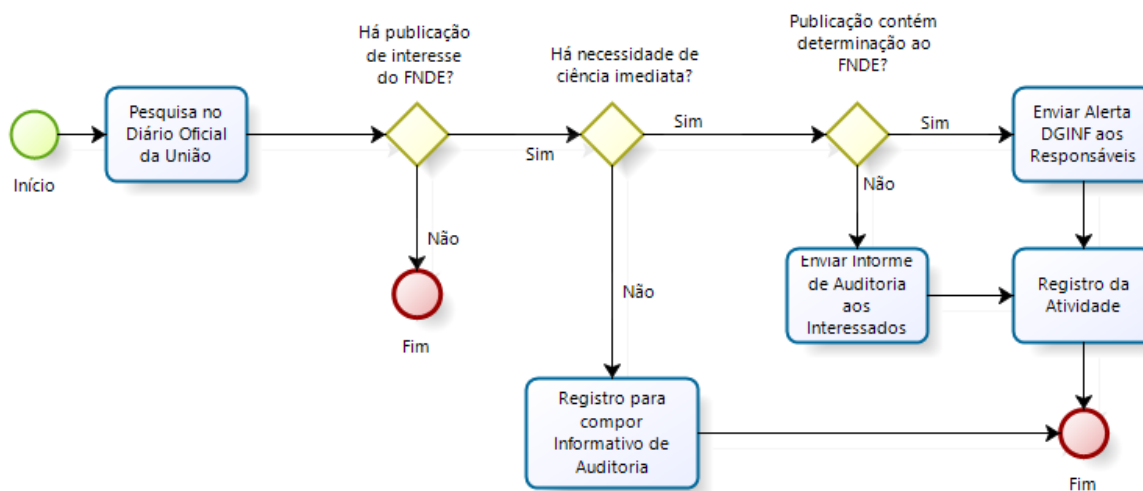 Há publicação
de interesse
do FNDE?
Há necessidade de
ciência imediata?
Publicação contém
determinação ao
FNDE?
Início
Pesquisa no
Diário Oficial
da União
Sim
Sim
Sim
Enviar Alerta
DGINF aos
Responsáveis
Não
Fim
Não
Não
Enviar Informe
de Auditoria
aos
Interessados
Registro da
Atividade
Registro para
compor
Informativo de
Auditoria
Fim